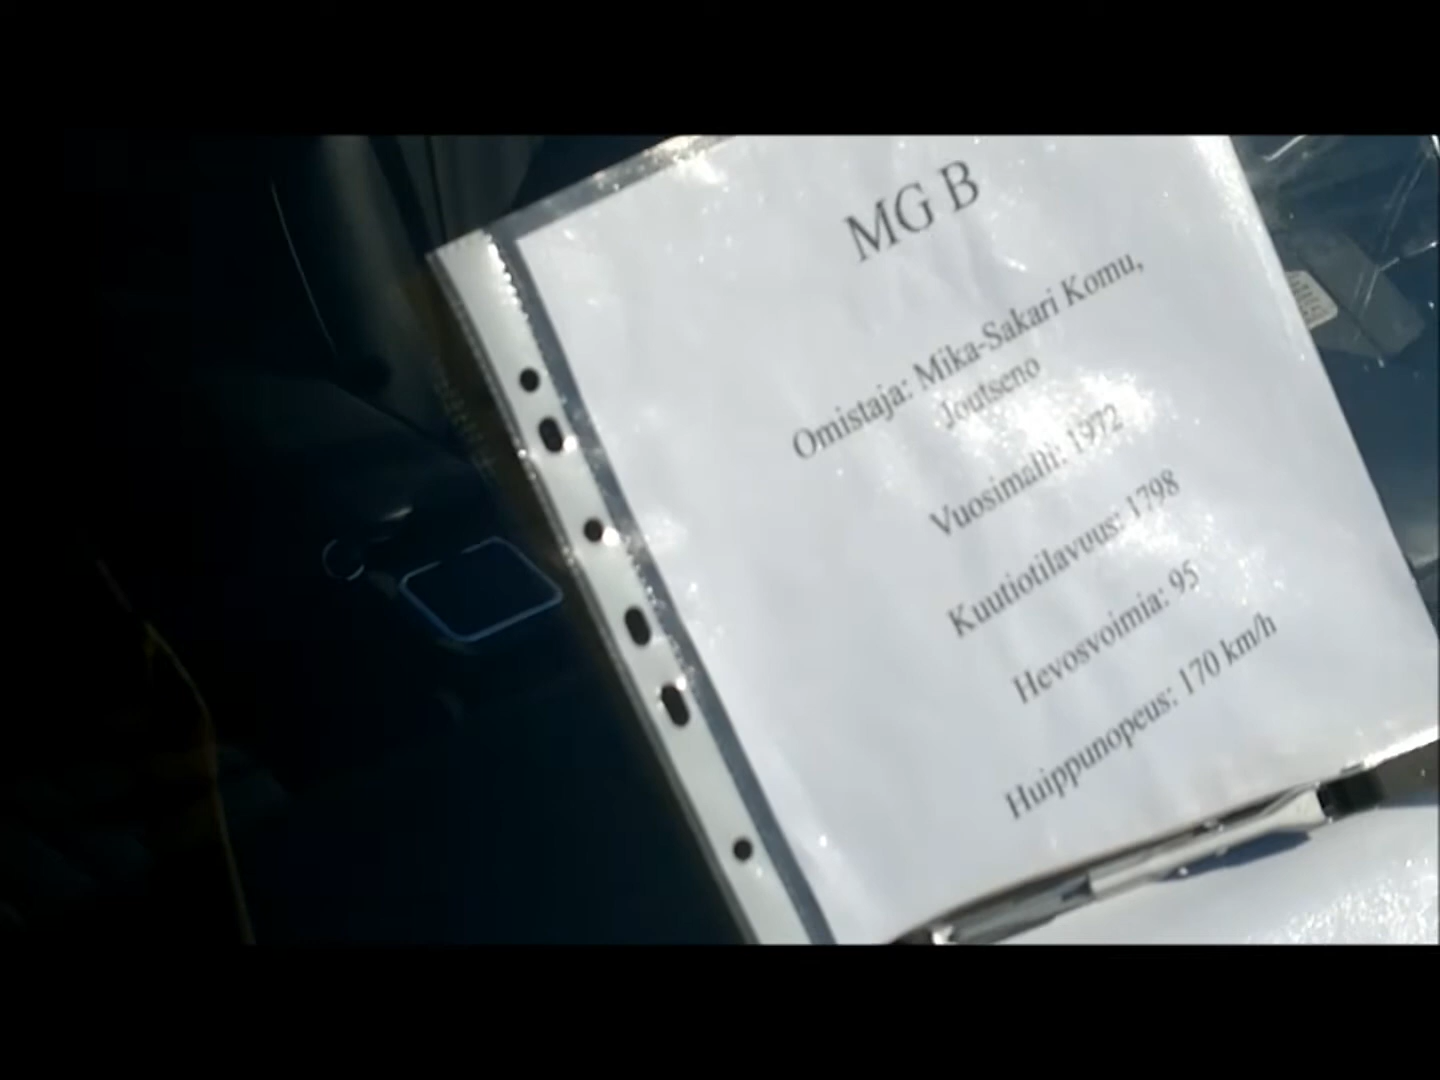 MG B
Omistaja: Mika-Sakari Komu,
Joutseno
Vuosimalli: 1972
Kuutiotilavuus: 1798
Hevosvoimia: 95
Huippunopeus: 170 km/h